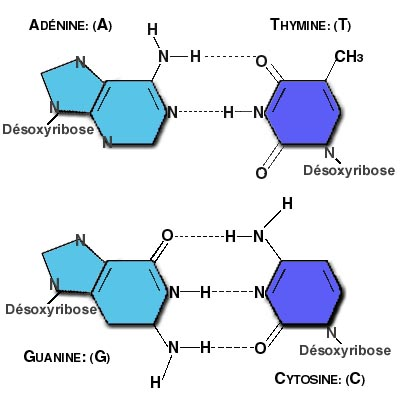 ADÉNINE: (A) THYMINE: (T)
H
N H O CH3
N
N N H N
Désoxyribose
N N
O Désoxyribose
H
O H N
N
N H N
N
Désoxyribose
N
N H O Désoxyribose
GUANINE: (G)
H CYTOSINE: (C)